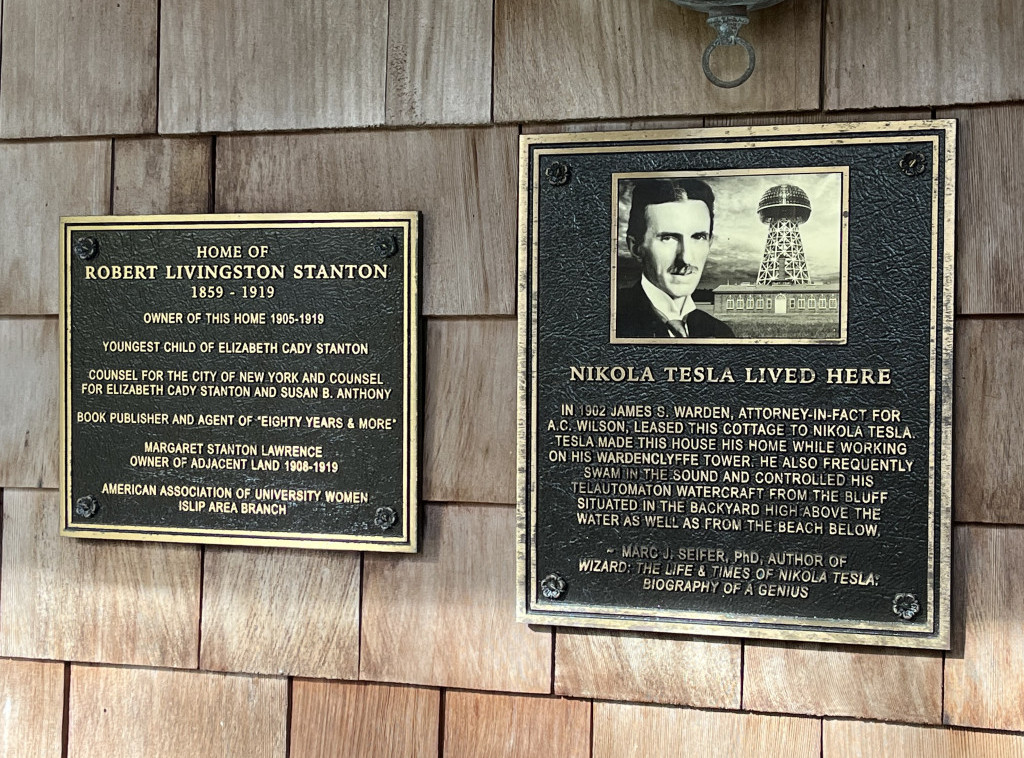 HOME OF
ROBERT LIVINGSTON STANTON
1859 - 1919
OWNER OF THIS HOME 1905-1919
YOUNGEST CHILD OF ELIZABETH CADY STANTON
COUNSEL FOR THE CITY OF NEW YORK AND COUNSEL
FOR ELIZABETH CADY STANTON AND SUSAN B. ANTHONY
BOOK PUBLISHER AND AGENT OF "EIGHTY YEARS & MORE"
MARGARET STANTON LAWRENCE
OWNER OF ADJACENT LAND 1908-1919
AMERICAN ASSOCIATION OF UNIVERSITY WOMEN
ISLIP AREA BRANCH
NIKOLA TESLA LIVED HERE
IN 1902 JAMES S. WARDEN, ATTORNEY-IN-FACT FOR
A.C. WILSON, LEASED THIS COTTAGE TO NIKOLA TESLA.
TESLA MADE THIS HOUSE HIS HOME WHILE WORKING
ON HIS WARDENCLYFFE TOWER. HE ALSO FREQUENTLY
SWAM IN THE SOUND AND CONTROLLED HIS
TELAUTOMATON WATERCRAFT FROM THE BLUFF
SITUATED IN THE BACKYARD HIGH ABOVE THE
WATER AS WELL AS FROM THE BEACH BELOW.
~ MARC J. SEIFER, PhD, AUTHOR OF
WIZARD: THE LIFE & TIMES OF NIKOLA TESLA:
BIOGRAPHY OF A GENIUS